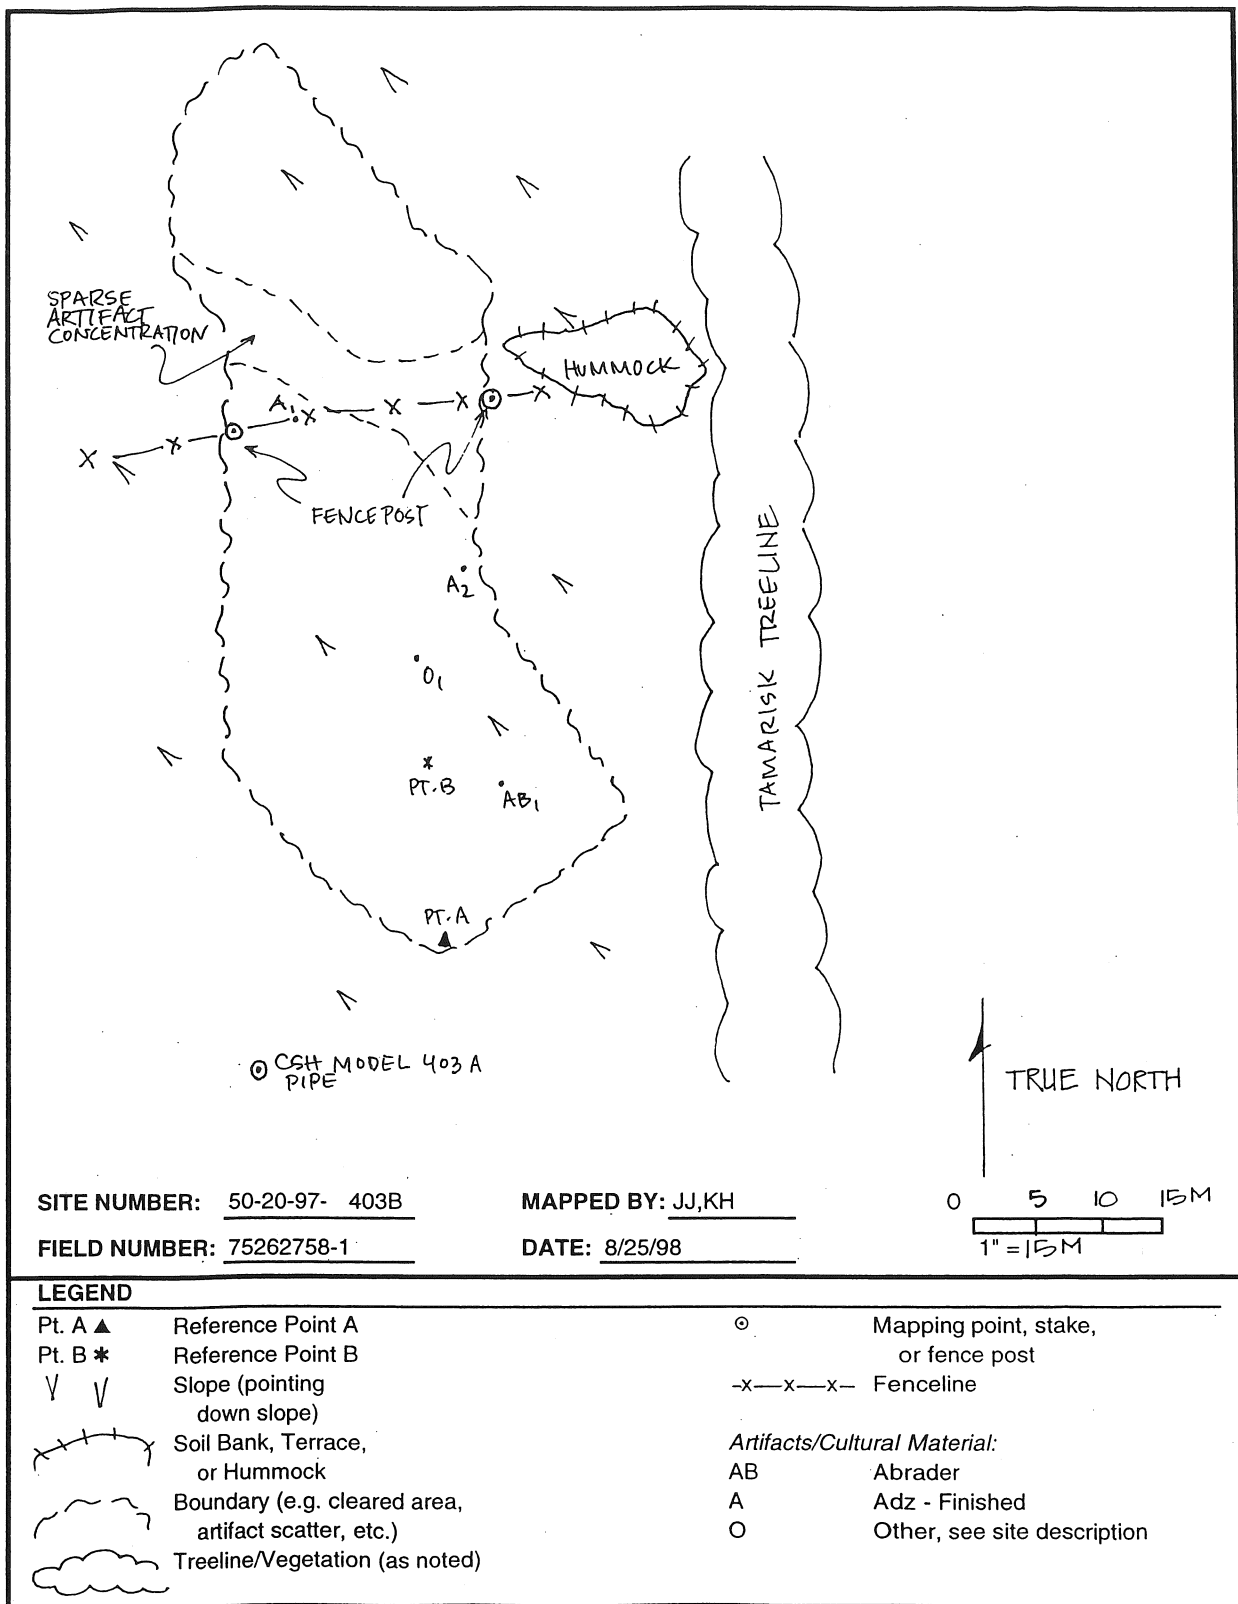 SPARSE
ARTIFACT
CONCENTRATION
HUMMOCK
A1
FENCEPOST
A2
O1
PT.B
AB1
TAMARISK TREELINE
PT.A
CSH MODEL 403A
PIPE
TRUE NORTH
SITE NUMBER: 50-20-97- 403B
MAPPED BY: JJ,KH
0 5 10 15M
FIELD NUMBER: 75262758-1
DATE: 8/25/98
1" = 15M
LEGEND
Pt. A ▲ Reference Point A
Pt. B * Reference Point B
Slope (pointing
down slope)
Soil Bank, Terrace,
or Hummock
Boundary (e.g. cleared area,
artifact scatter, etc.)
Treeline/Vegetation (as noted)
Mapping point, stake,
or fence post
-x—x—x– Fenceline
Artifacts/Cultural Material:
AB Abrader
A Adz - Finished
O Other, see site description